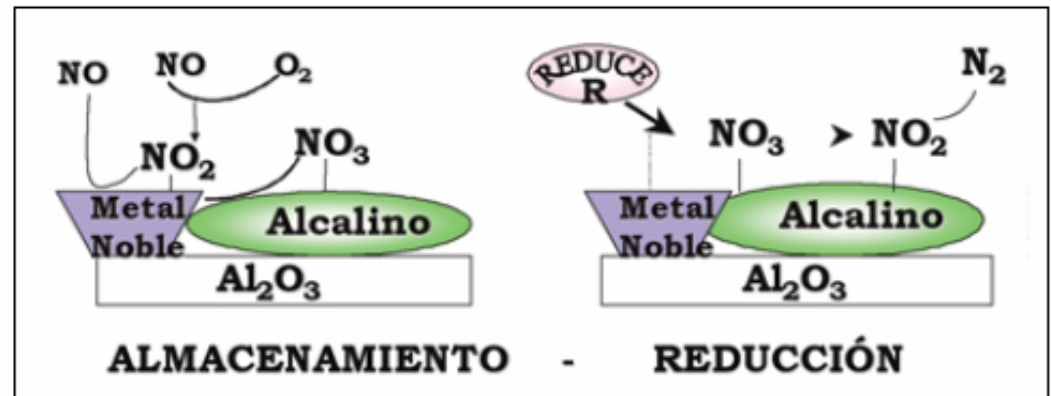 NO NO O₂
NO₂ NO₃
Metal
Noble
Alcalino
Al₂O₃
REDUCE
R
NO₃ > NO₂ N₂
Metal
Noble
Alcalino
Al₂O₃
ALMACENAMIENTO - REDUCCIÓN